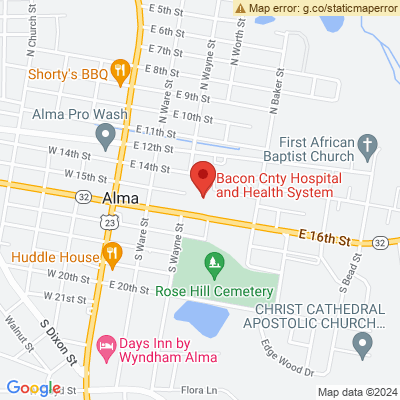 Map error: g.co/staticmaperror
N Church St
E 5th St
E 6th St
E 7th St
E 8th St
E 9th St
E 10th St
E 11th St
E 12th St
E 14th St
W 14th St
W 15th St
N Ware St
N Wayne St
N Worth St
N Baker St
Shorty's BBQ
Alma Pro Wash
First African
Baptist Church
Bacon Cnty Hospital
and Health System
32
Alma
23
E 16th St
32
S Ware St
S Wayne St
Huddle House
W 20th St
E 20th St
W 21st St
Rose Hill Cemetery
S Bead St
CHRIST CATHEDRAL
APOSTOLIC CHURCH...
Walnut St
S Dixon St
Days Inn by
Wyndham Alma
Edge Wood Dr
Flora Ln
Google
Map data ©2024